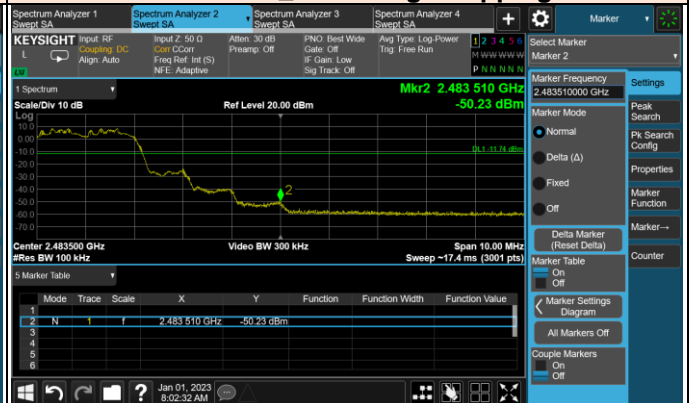 Spectrum Analyzer 1
Swept SA
Spectrum Analyzer 2
Swept SA
Spectrum Analyzer 3
Swept SA
Spectrum Analyzer 4
Swept SA
+
Marker
KEYSIGHT
L
Input: RF
Coupling: DC
Align: Auto
Input Z: 50 Ω
Corr CCorr
Freq Ref: Int (S)
NFE: Adaptive
Atten: 30 dB
Preamp: Off
PNO: Best Wide
Gate: Off
IF Gain: Low
Sig Track: Off
Avg Type: Log-Power
Trig: Free Run
1 2 3 4 5 6
M W W W W W
P N N N N N
Select Marker
Marker 2
1 Spectrum
Scale/Div 10 dB
Ref Level 20.00 dBm
Mkr2 2.483 510 GHz
-50.23 dBm
Log
10.0
0.00
-10.0
-20.0
-30.0
-40.0
-50.0
-60.0
-70.0
DL1 -11.74 dBm
2
Center 2.483500 GHz
#Res BW 100 kHz
Video BW 300 kHz
Span 10.00 MHz
Sweep ~17.4 ms (3001 pts)
5 Marker Table
Mode Trace Scale X Y Function Function Width Function Value
1
2 N 1 f 2.483 510 GHz -50.23 dBm
3
4
5
6
Marker Frequency
2.483510000 GHz
Marker Mode
Normal
Delta (Δ)
Fixed
Off
Delta Marker
(Reset Delta)
Marker Table
On
Off
Marker Settings
Diagram
All Markers Off
Couple Markers
On
Off
Settings
Peak
Search
Pk Search
Config
Properties
Marker
Function
Marker→
Counter
?
Jan 01, 2023
8:02:32 AM